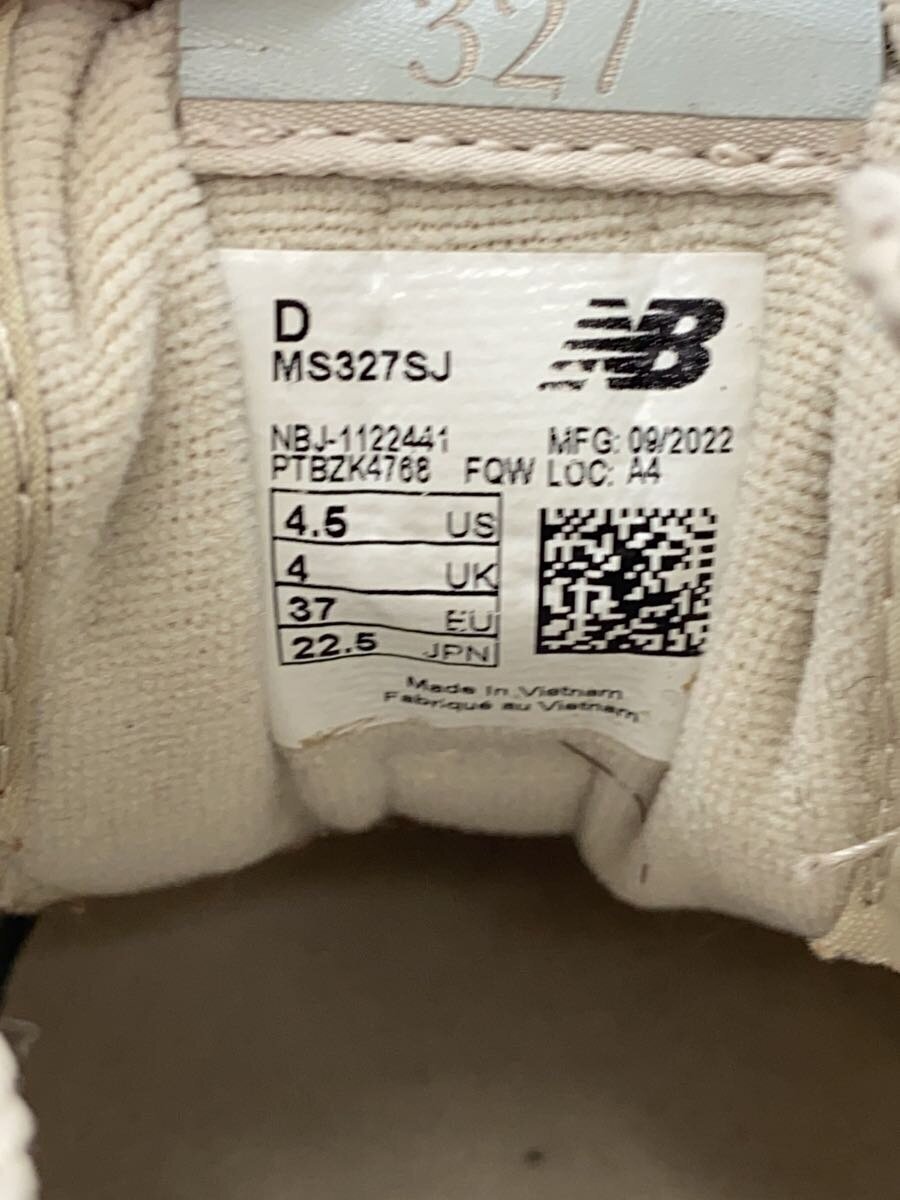 327
D
NB
MS327SJ
NBJ-1122441 MFG: 09/2022
PTBZK4768 FQW LOC: A4
4.5 US
4 UK
37 EU
22.5 JPN
Made in Vietnam
Fabriqué au Vietnam